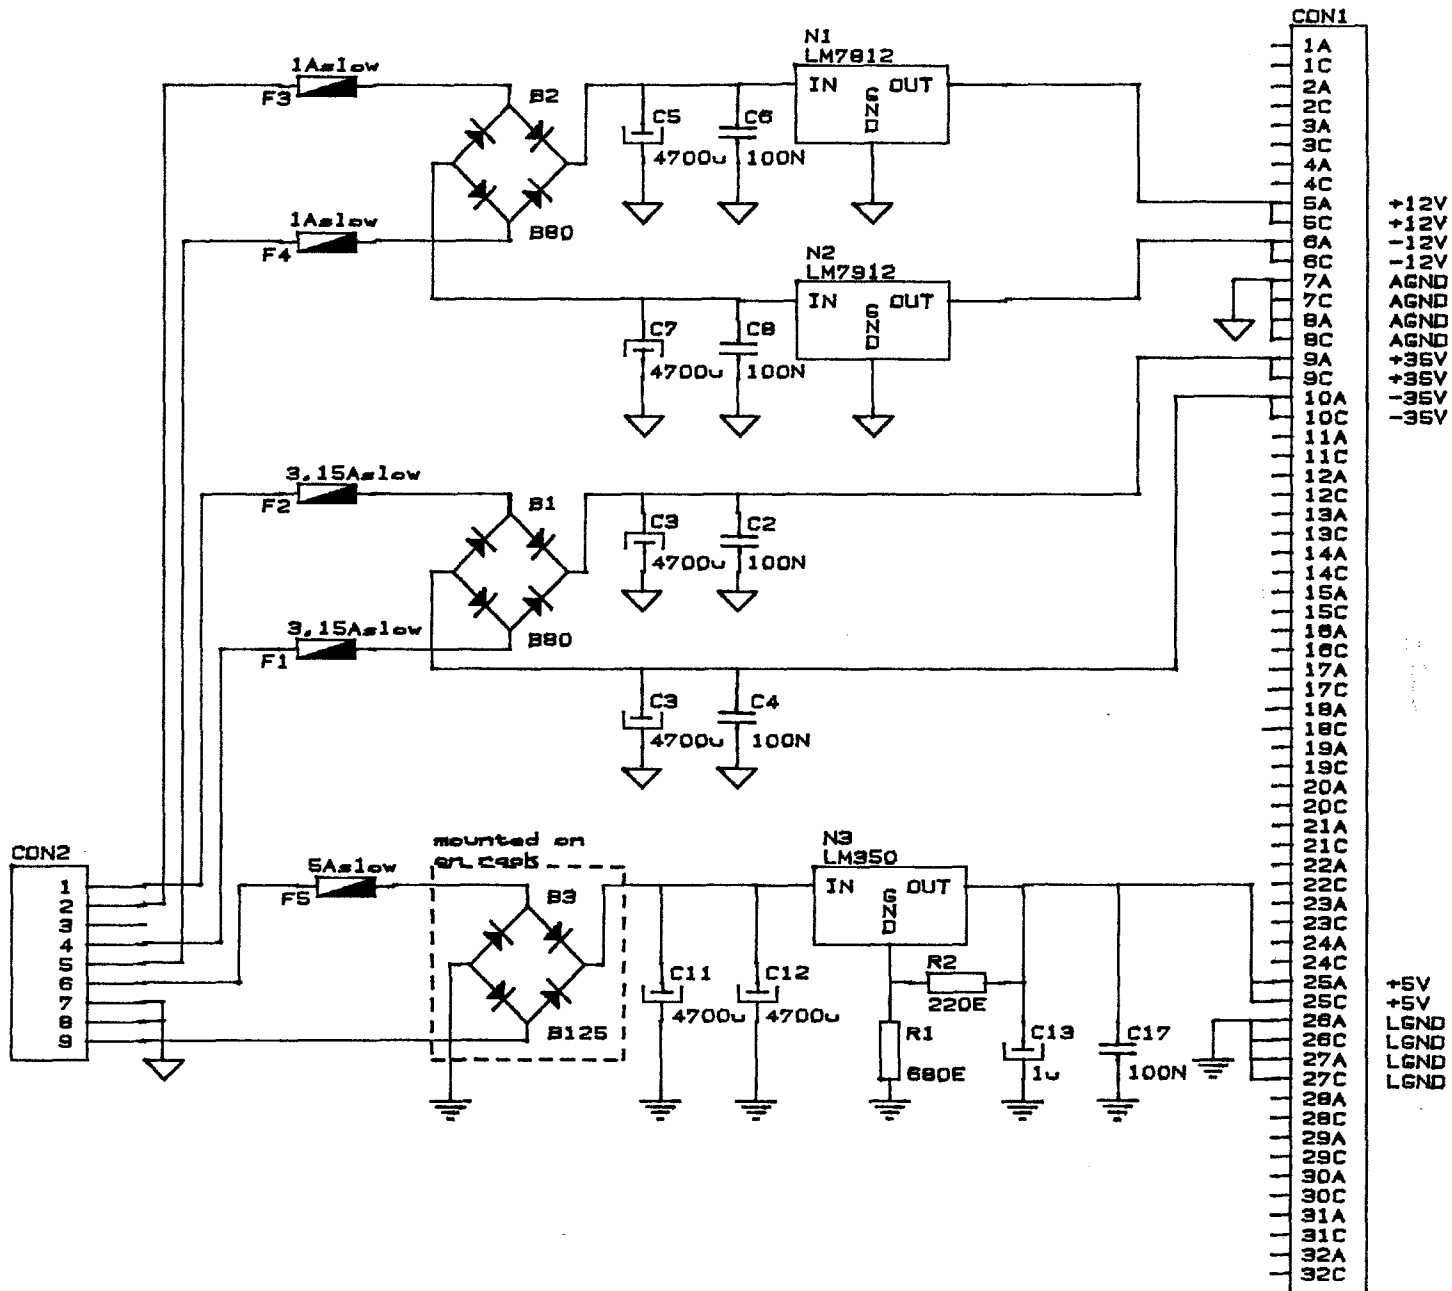 CON1
1A
1C
2A
2C
3A
3C
4A
4C
5A +12V
5C +12V
6A -12V
6C -12V
7A AGND
7C AGND
8A AGND
8C AGND
9A +35V
9C +35V
10A -35V
10C -35V
11A
11C
12A
12C
13A
13C
14A
14C
15A
15C
16A
16C
17A
17C
18A
18C
19A
19C
20A
20C
21A
21C
22A
22C
23A
23C
24A
24C
25A +5V
25C +5V
26A LGND
26C LGND
27A LGND
27C LGND
28A
28C
29A
29C
30A
30C
31A
31C
32A
32C
1Aslow
F3
B2
B80
1Aslow
F4
C5
4700u
C6
100N
N1
LM7812
IN OUT
GND
C7
4700u
C8
100N
N2
LM7912
IN OUT
GND
3,15Aslow
F2
B1
B80
3,15Aslow
F1
C3
4700u
C2
100N
C3
4700u
C4
100N
CON2
1
2
3
4
5
6
7
8
9
5Aslow
F5
mounted on
B3
B125
C11
4700u
C12
4700u
N3
LM350
IN OUT
GND
R2
220E
R1
680E
C13
1u
C17
100N